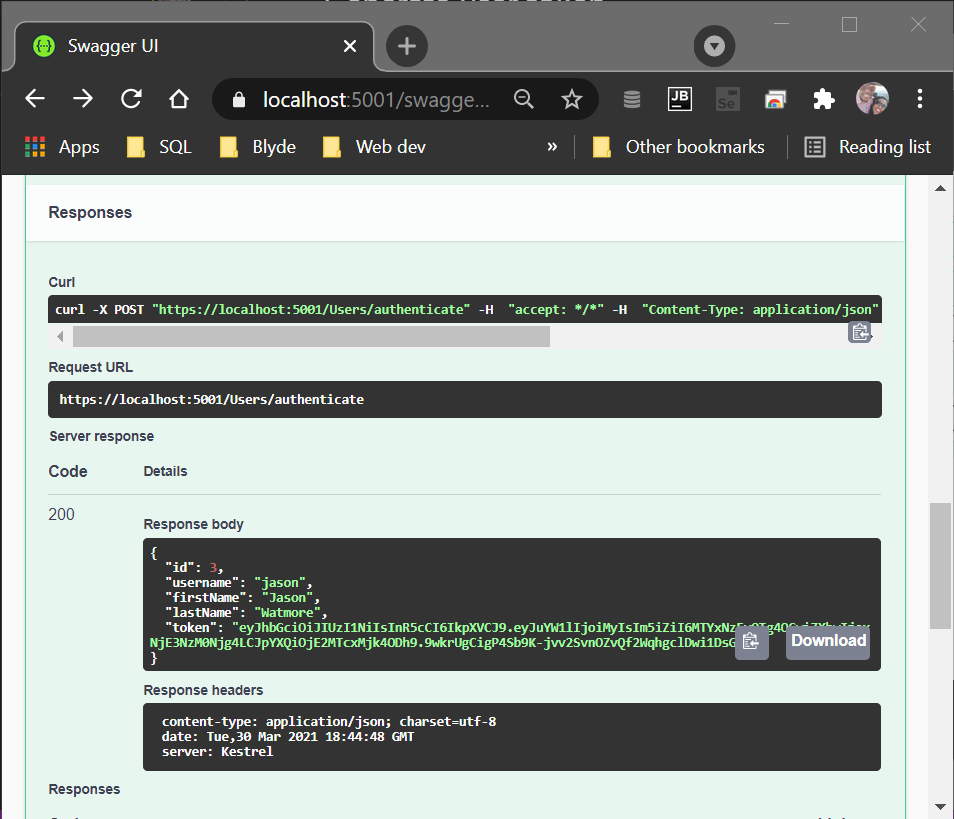 Swagger UI
localhost:5001/swagge...
JB
Se
Apps
SQL
Blyde
Web dev
»
Other bookmarks
Reading list
Responses
Curl
curl -X POST "https://localhost:5001/Users/authenticate" -H  "accept: */*" -H  "Content-Type: application/json"
Request URL
https://localhost:5001/Users/authenticate
Server response
Code
Details
200
Response body
{
"id": 3,
"username": "jason",
"firstName": "Jason",
"lastName": "Watmore",
"token":
NjE3NzM0Njg4LCJpYXQiOjE2MTcxMjk4ODh9.9wkrUgCigP4Sb9K-jvv2SvnOZvQf2WqhgclDwi1DsG
}
Download
Response headers
content-type: application/json; charset=utf-8
date: Tue,30 Mar 2021 18:44:48 GMT
server: Kestrel
Responses